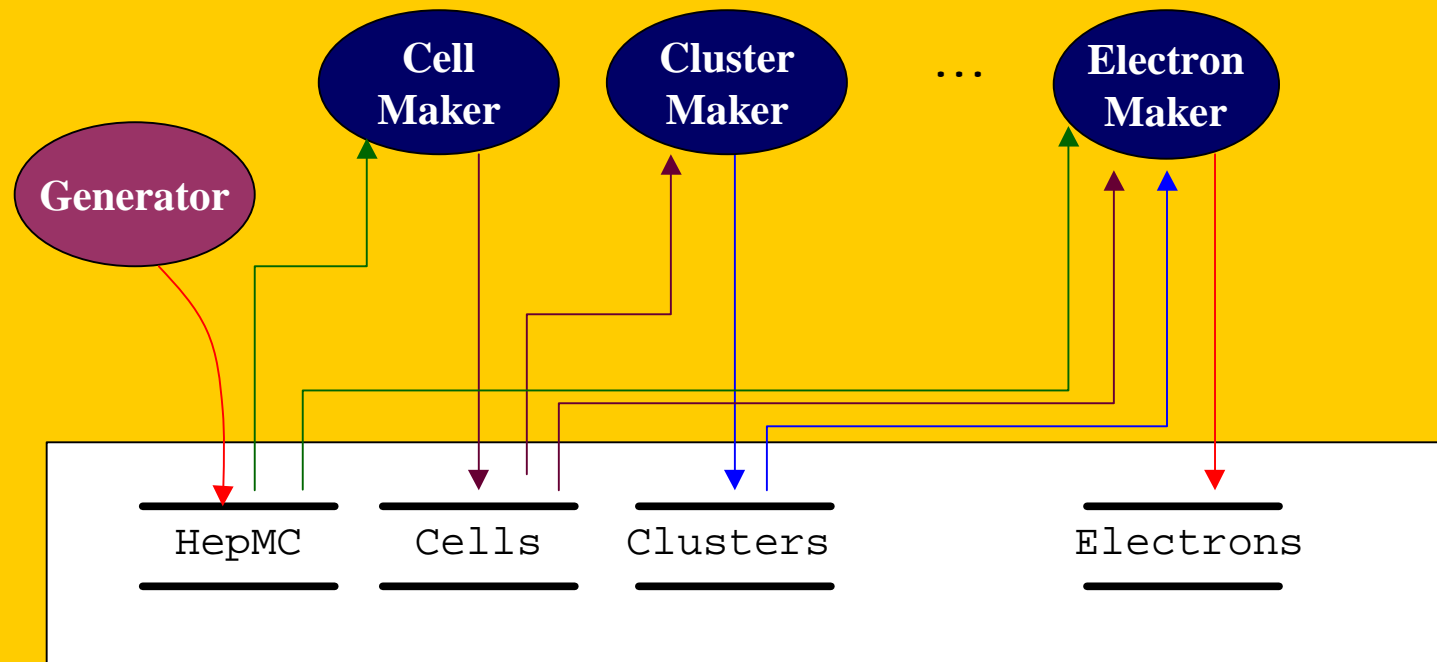 Cell
Maker
Cluster
Maker
...
Electron
Maker
Generator
HepMC
Cells
Clusters
Electrons